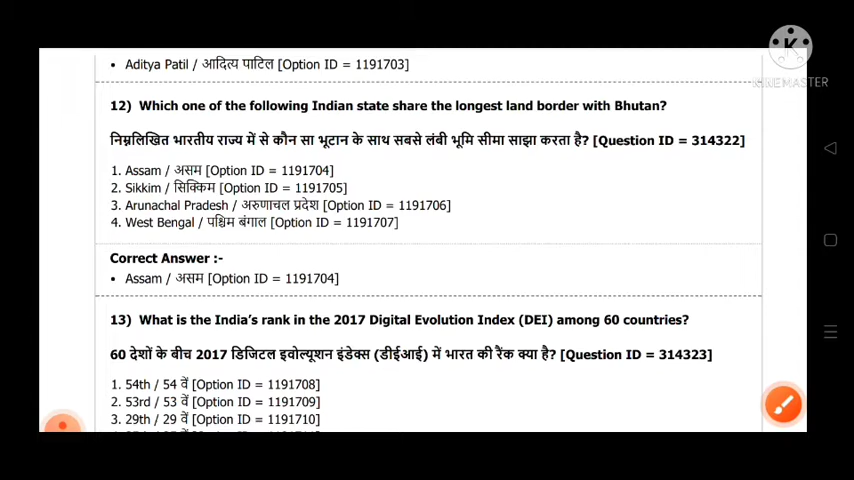 K
KINEMASTER
• Aditya Patil / आदित्य पाटिल [Option ID = 1191703]
12) Which one of the following Indian state share the longest land border with Bhutan?
निम्नलिखित भारतीय राज्य में से कौन सा भूटान के साथ सबसे लंबी भूमि सीमा साझा करता है? [Question ID = 314322]
1. Assam / असम [Option ID = 1191704]
2. Sikkim / सिक्किम [Option ID = 1191705]
3. Arunachal Pradesh / अरुणाचल प्रदेश [Option ID = 1191706]
4. West Bengal / पश्चिम बंगाल [Option ID = 1191707]
Correct Answer :-
• Assam / असम [Option ID = 1191704]
13) What is the India's rank in the 2017 Digital Evolution Index (DEI) among 60 countries?
60 देशों के बीच 2017 डिजिटल इवोल्यूशन इंडेक्स (डीईआई) में भारत की रैंक क्या है? [Question ID = 314323]
1. 54th / 54 वें [Option ID = 1191708]
2. 53rd / 53 वें [Option ID = 1191709]
3. 29th / 29 वें [Option ID = 1191710]